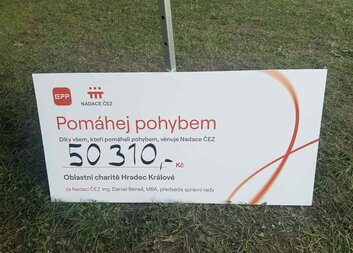 EPP
NADACE ČEZ
Pomáhej pohybem
Díky všem, kteří pomáhali pohybem, věnuje Nadace ČEZ
50 310,- Kč
Oblastní charitě Hradec Králové
za Nadaci ČEZ Ing. Daniel Beneš, MBA, předseda správní rady